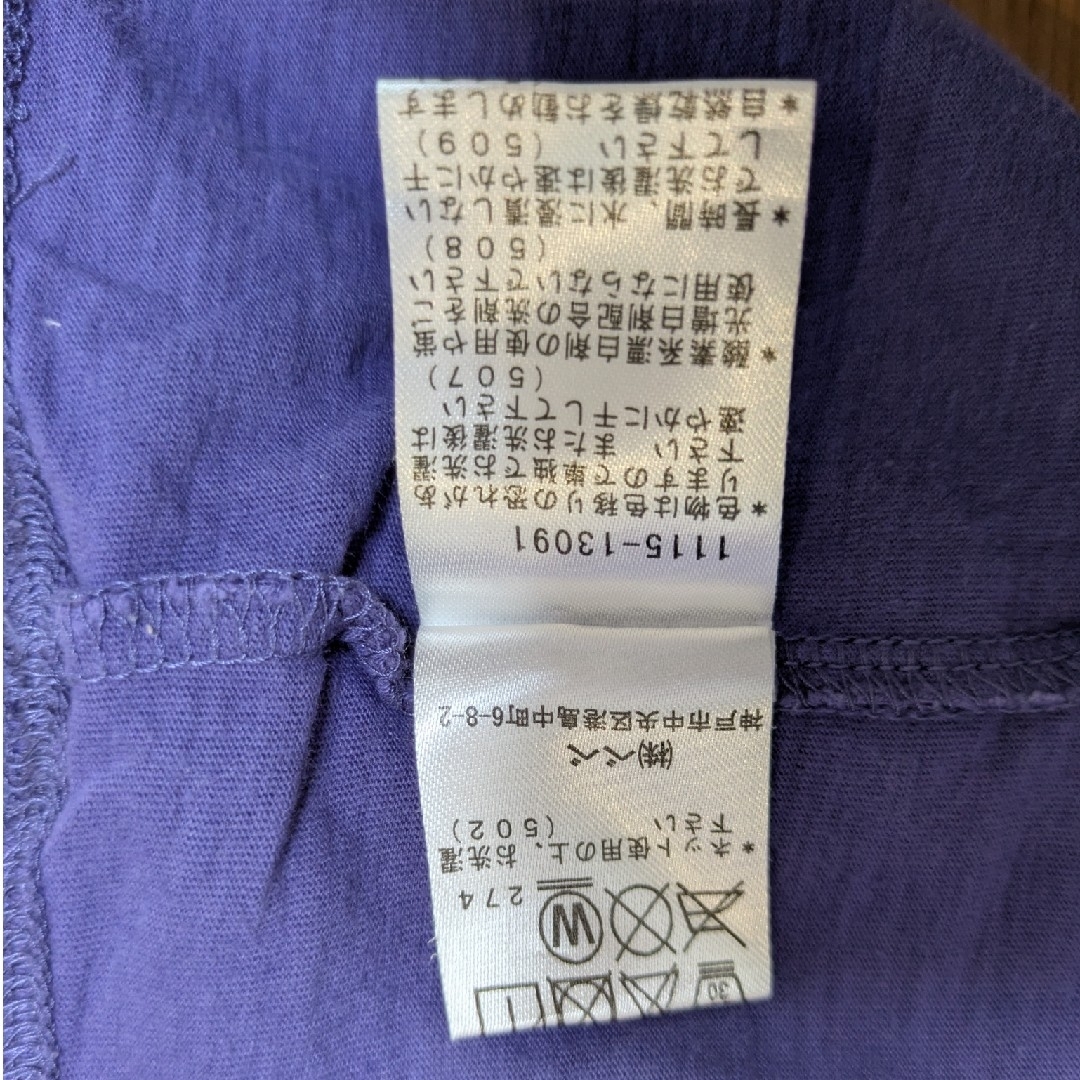 30
W
274
*ネット使用の上、お洗濯
下さい (502)
(株)べべ
神戸市中央区港島中町6-8-2
1115-13091
*色物は色移りの恐れがあ
りますので単独でお洗濯
下さい またお洗濯後は
速やかに干して下さい
(507)
*酸素系漂白剤の使用や蛍
光増白剤配合の洗剤をご
使用にならないで下さい
(508)
*長時間、水に浸漬しない
でお洗濯後は速やかに干
して下さい (509)
*自然乾燥をお勧めします